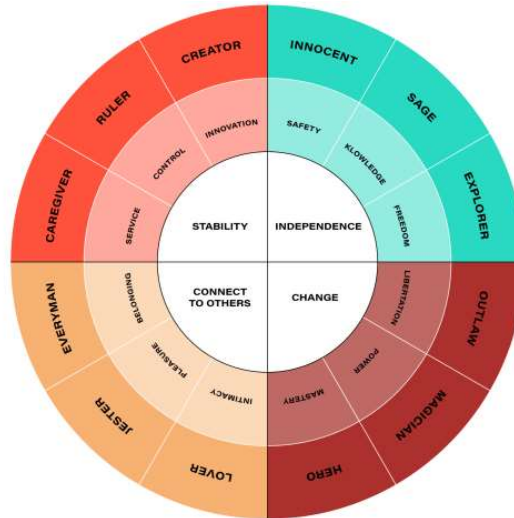 CREATOR
INNOCENT
SAGE
EXPLORER
OUTLAW
MAGICIAN
HERO
LOVER
JESTER
EVERYMAN
CAREGIVER
RULER
INNOVATION
SAFETY
KLOWLEDGE
FREEDOM
LIBERTATION
POWER
MASTERY
INTIMACY
PLEASURE
BELONGING
SERVICE
CONTROL
STABILITY
INDEPENDENCE
CONNECT
TO OTHERS
CHANGE